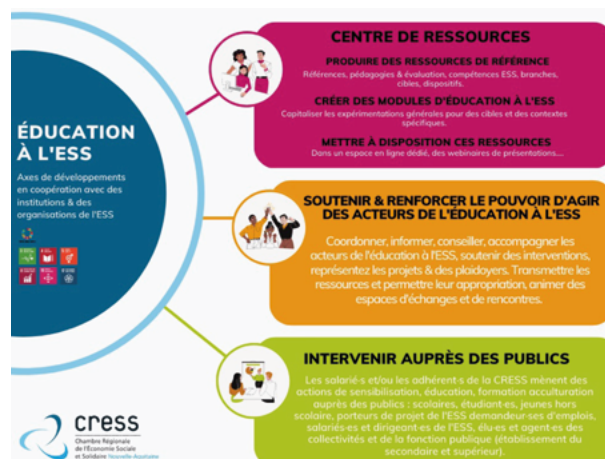 ÉDUCATION
À L'ESS
Axes de développements
en coopération avec des
institutions & des
organisations de l'ESS
CENTRE DE RESSOURCES
PRODUIRE DES RESSOURCES DE RÉFÉRENCE
Références, pédagogies & évaluation, compétences ESS, branches,
cibles, dispositifs.
CRÉER DES MODULES D'ÉDUCATION À L'ESS
Capitaliser les expérimentations générales pour des cibles et des contextes
spécifiques.
METTRE À DISPOSITION CES RESSOURCES
Dans un espace en ligne dédié, des webinaires de présentations....
SOUTENIR & RENFORCER LE POUVOIR D'AGIR
DES ACTEURS DE L'ÉDUCATION À L'ESS
Coordonner, informer, conseiller, accompagner les
acteurs de l'éducation à l'ESS, soutenir des interventions,
représentez les projets & des plaidoyers. Transmettre les
ressources et permettre leur appropriation, animer des
espaces d'échanges et de rencontres.
INTERVENIR AUPRÈS DES PUBLICS
Les salarié·s et/ou les adhérent·s de la CRESS mènent des
actions de sensibilisation, éducation, formation acculturation
auprès des publics : scolaires, étudiant·es, jeunes hors
scolaire, porteurs de projet de l'ESS demandeur·ses d'emplois,
salariés·es et dirigeant·es de l'ESS, élu·es et agent·es des
collectivités et de la fonction publique (établissement du
secondaire et supérieur).
cress
Chambre Régionale
de l'Économie Sociale
et Solidaire Nouvelle-Aquitaine